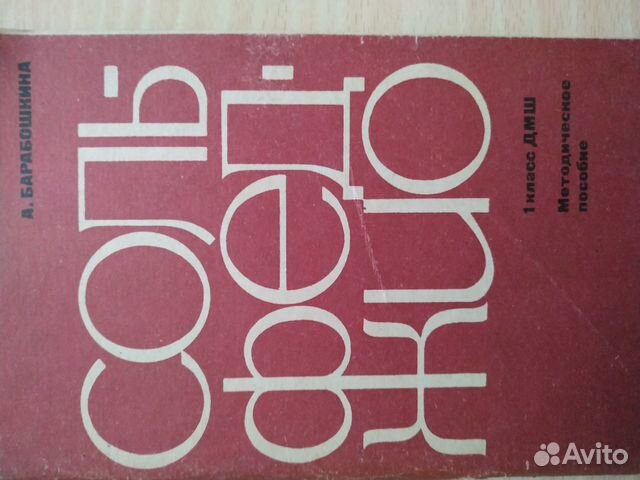 А. БАРАБОШКИНА
СОЛЬ-
ФЕД-
ЖИО
1 класс ДМШ
Методическое
пособие
Avito